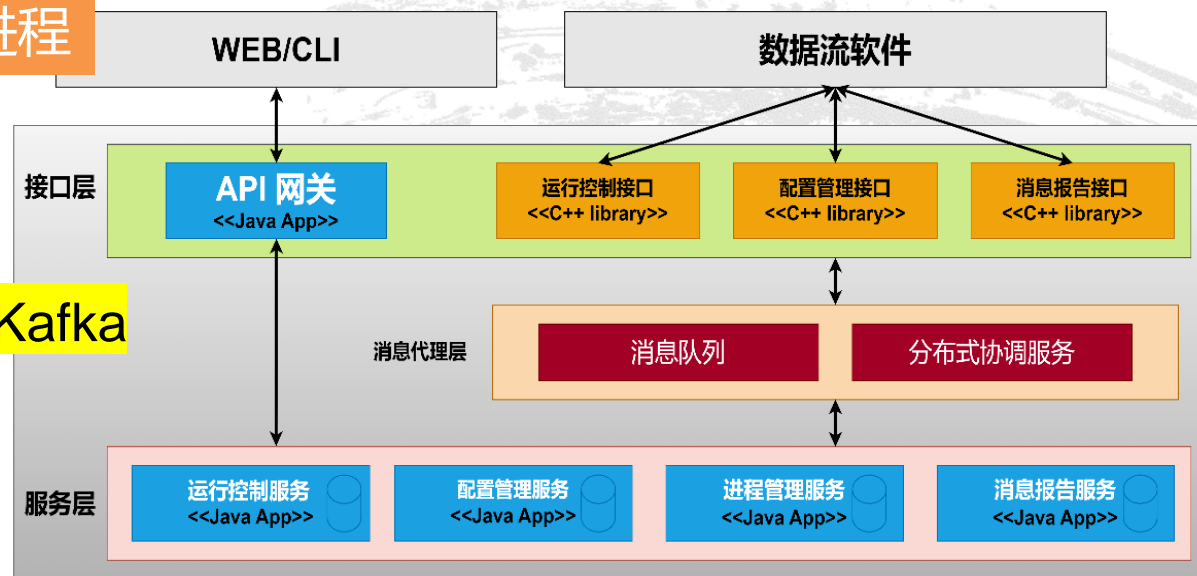 进程
WEB/CLI
数据流软件
接口层
API 网关
<<Java App>>
运行控制接口
<<C++ library>>
配置管理接口
<<C++ library>>
消息报告接口
<<C++ library>>
Kafka
消息代理层
消息队列
分布式协调服务
服务层
运行控制服务
<<Java App>>
配置管理服务
<<Java App>>
进程管理服务
<<Java App>>
消息报告服务
<<Java App>>